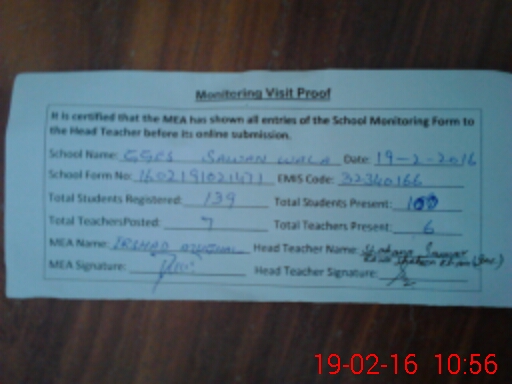 Monitoring Visit Proof
It is certified that the MEA has shown all entries of the School Monitoring Form to
the Head Teacher before its online submission.
School Name: GGPS SAWAN WALA Date: 19-2-2016
School Form No: 1602191021471 EMIS Code: 32340166
Total Students Registered: 139 Total Students Present: 100
Total TeachersPosted: 7 Total Teachers Present: 6
MEA Name: IRSHAD Head Teacher Name:
MEA Signature: Head Teacher Signature:
19-02-16 10:56